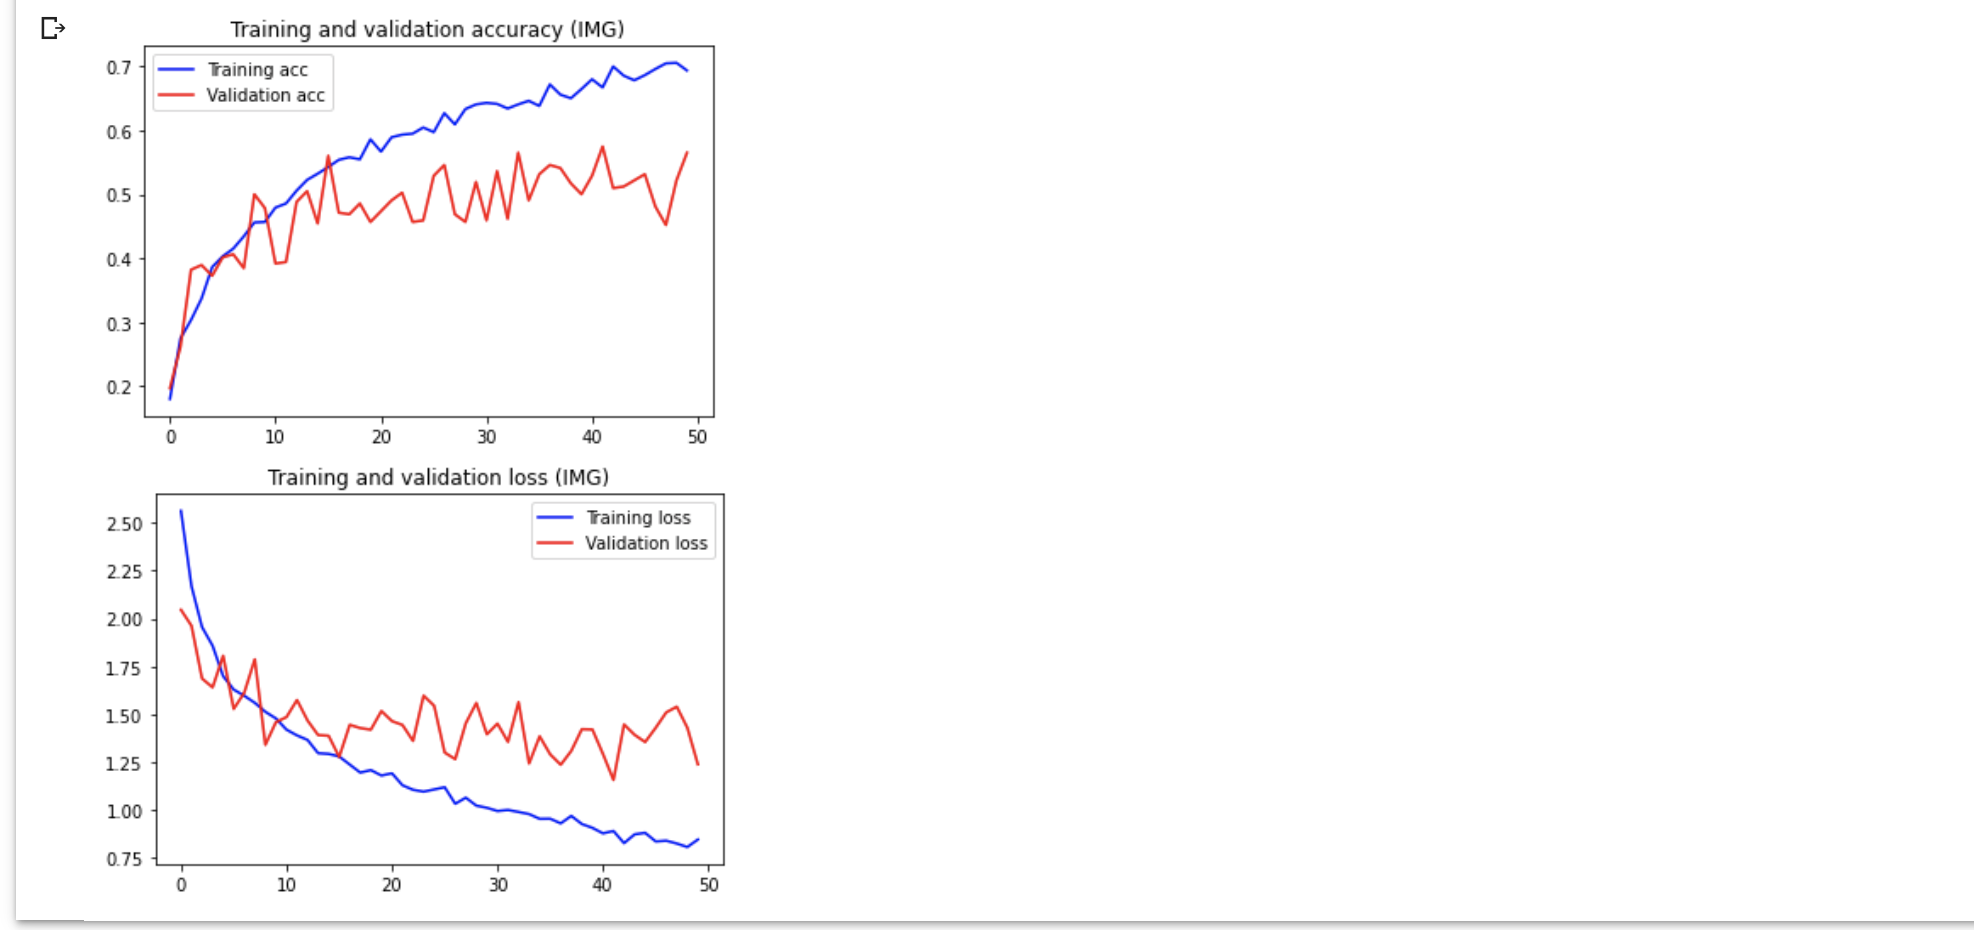 Training and validation accuracy (IMG)
Training acc
Validation acc
0.7
0.6
0.5
0.4
0.3
0.2
0 10 20 30 40 50
Training and validation loss (IMG)
Training loss
Validation loss
2.50
2.25
2.00
1.75
1.50
1.25
1.00
0.75
0 10 20 30 40 50